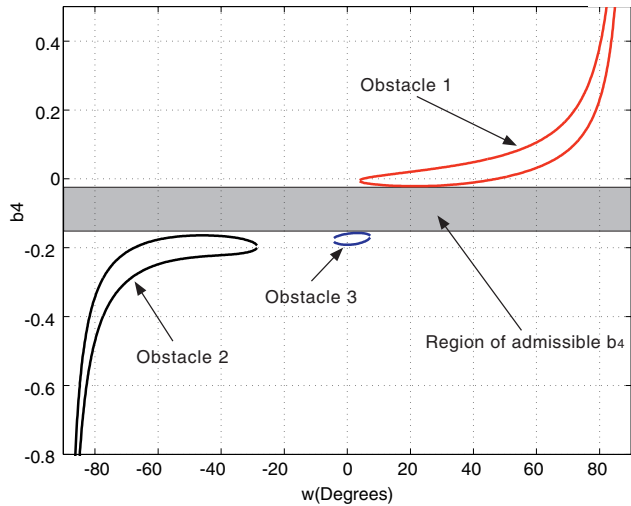 0.4
Obstacle 1
0.2
0
b4
-0.2
Obstacle 3
Region of admissible b4
Obstacle 2
-0.4
-0.6
-0.8
-80 -60 -40 -20 0 20 40 60 80
w(Degrees)